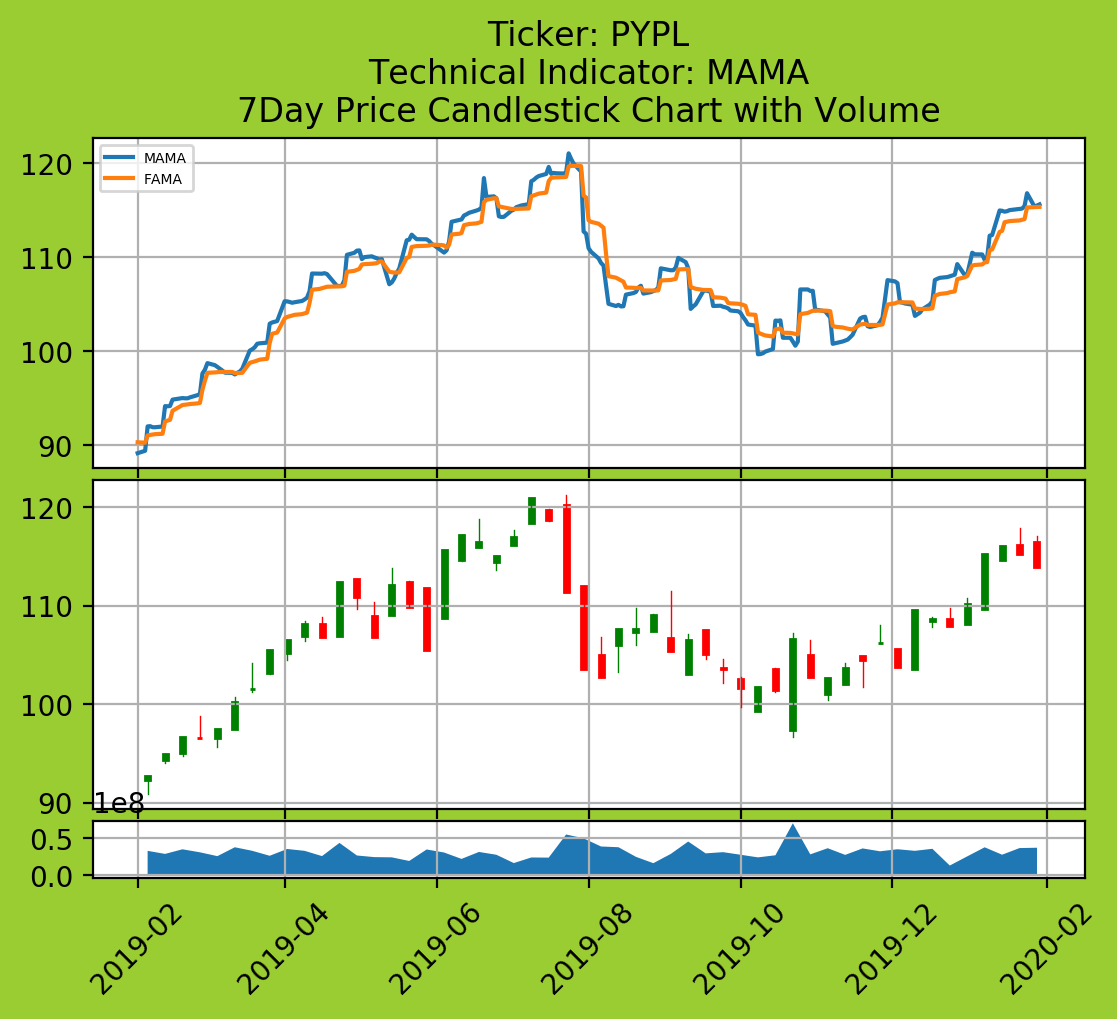 Ticker: PYPL
Technical Indicator: MAMA
7Day Price Candlestick Chart with Volume
MAMA
FAMA
120
110
100
90
120
110
100
90
1e8
0.5
0.0
2019-02
2019-04
2019-06
2019-08
2019-10
2019-12
2020-02